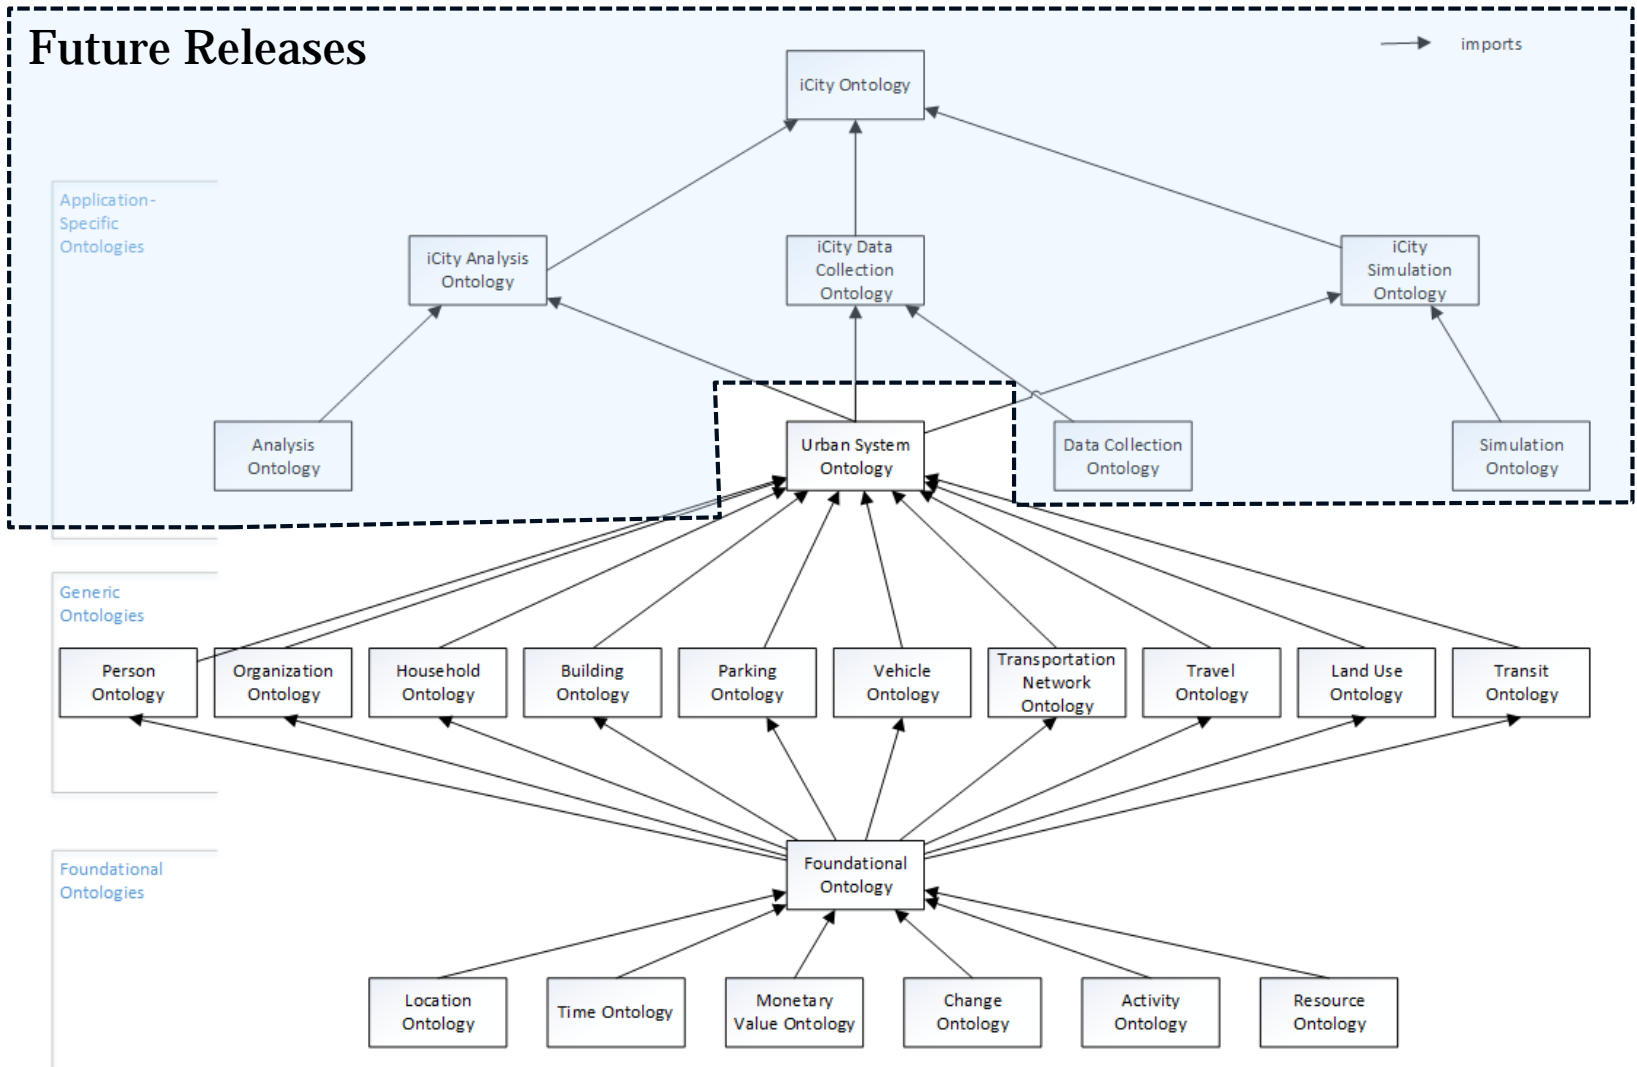 Future Releases
imports
iCity Ontology
Application-
Specific
Ontologies
iCity Analysis
Ontology
iCity Data
Collection
Ontology
iCity
Simulation
Ontology
Analysis
Ontology
Urban System
Ontology
Data Collection
Ontology
Simulation
Ontology
Generic
Ontologies
Person
Ontology
Organization
Ontology
Household
Ontology
Building
Ontology
Parking
Ontology
Vehicle
Ontology
Transportation
Network
Ontology
Travel
Ontology
Land Use
Ontology
Transit
Ontology
Foundational
Ontologies
Foundational
Ontology
Location
Ontology
Time Ontology
Monetary
Value Ontology
Change
Ontology
Activity
Ontology
Resource
Ontology